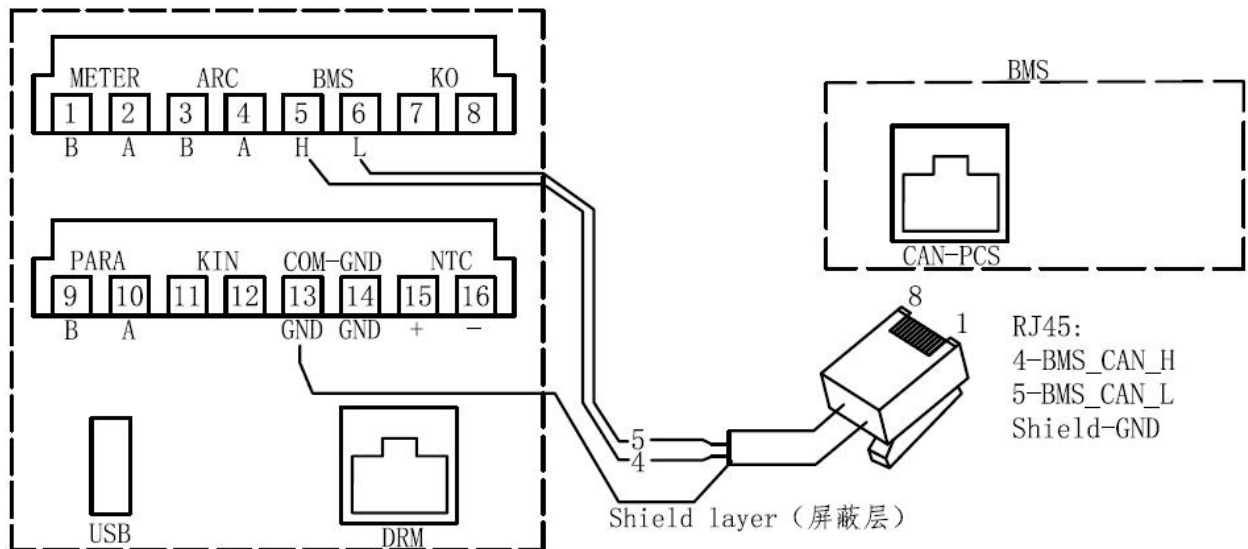 METER ARC BMS KO
1 2 3 4 5 6 7 8
B A B A H L
PARA KIN COM-GND NTC
9 10 11 12 13 14 15 16
B A GND GND + -
USB
DRM
BMS
CAN-PCS
8
1
RJ45:
4-BMS_CAN_H
5-BMS_CAN_L
Shield-GND
5
4
Shield layer（屏蔽层）